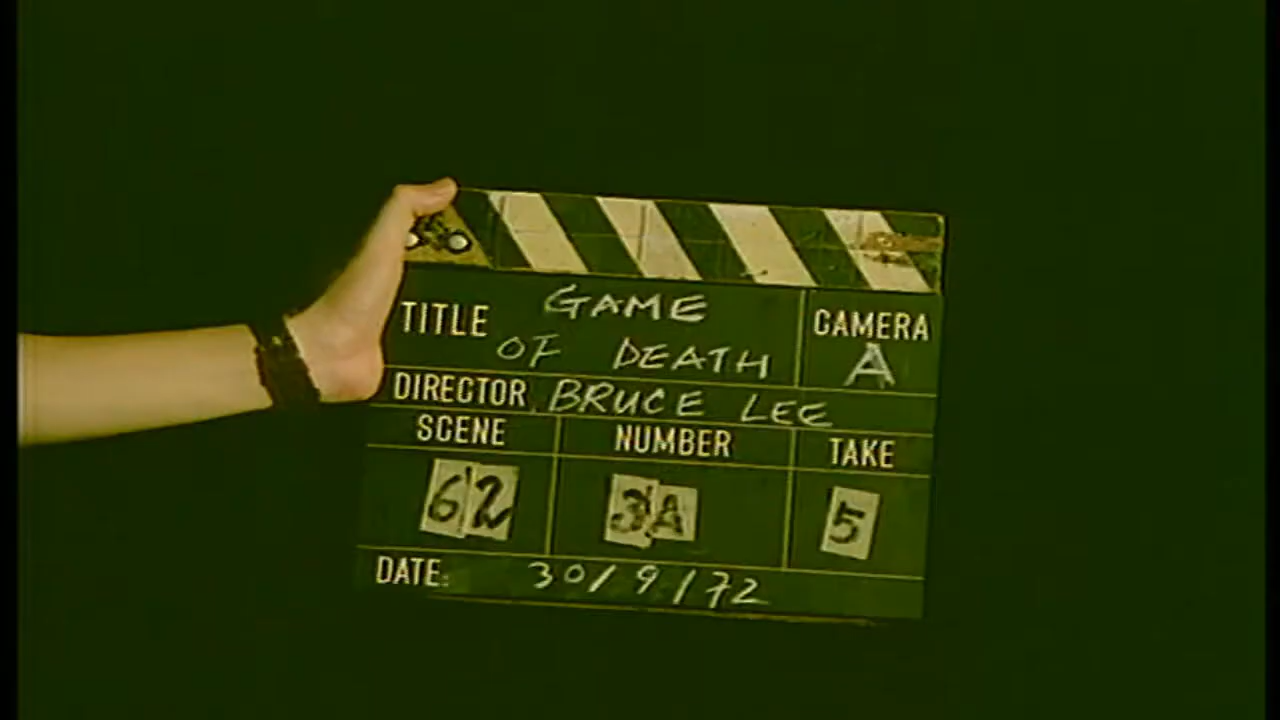 TITLE GAME
OF DEATH
CAMERA
A
DIRECTOR BRUCE LEE
SCENE NUMBER TAKE
62 3A 5
DATE: 30/9/72